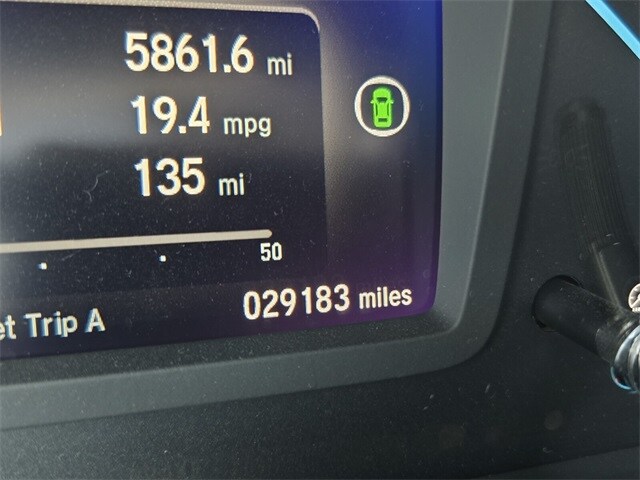 5861.6 mi
19.4 mpg
135 mi
50
et Trip A
029183 miles